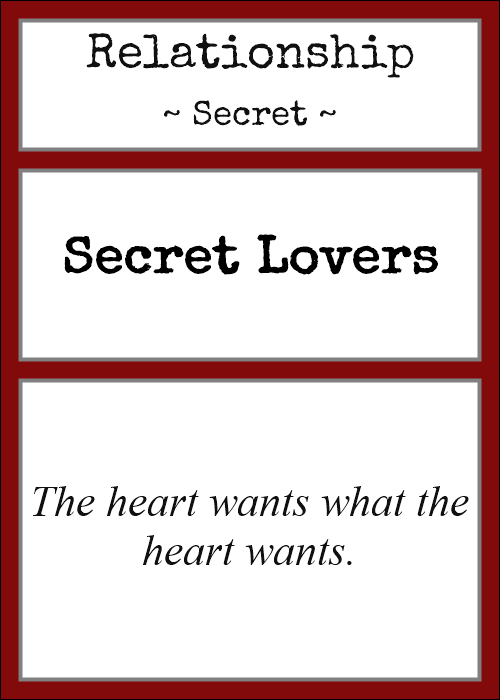 Relationship
~ Secret ~
Secret Lovers
The heart wants what the
heart wants.